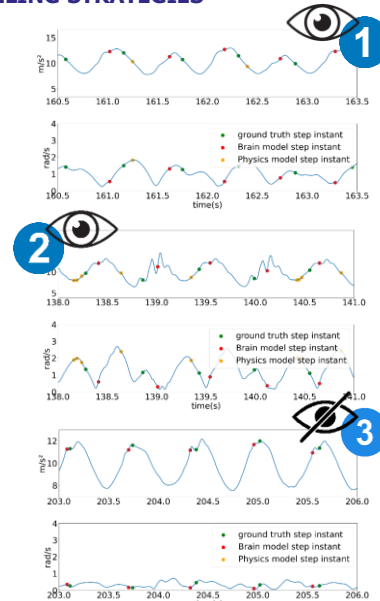 1
15
10
5
m/s²
160.5 161.0 161.5 162.0 162.5 163.0 163.5
4
3
2
1
0
rad/s
ground truth step instant
Brain model step instant
Physics model step instant
160.5 161.0 161.5 162.0 162.5 163.0 163.5
time(s)
2
10
5
138.0 138.5 139.0 139.5 140.0 140.5 141.0
4
3
2
1
0
rad/s
ground truth step instant
Brain model step instant
Physics model step instant
138.0 138.5 139.0 139.5 140.0 140.5 141.0
time(s)
3
12
10
8
m/s²
203.0 203.5 204.0 204.5 205.0 205.5 206.0
4
3
2
1
0
rad/s
ground truth step instant
Brain model step instant
Physics model step instant
203.0 203.5 204.0 204.5 205.0 205.5 206.0